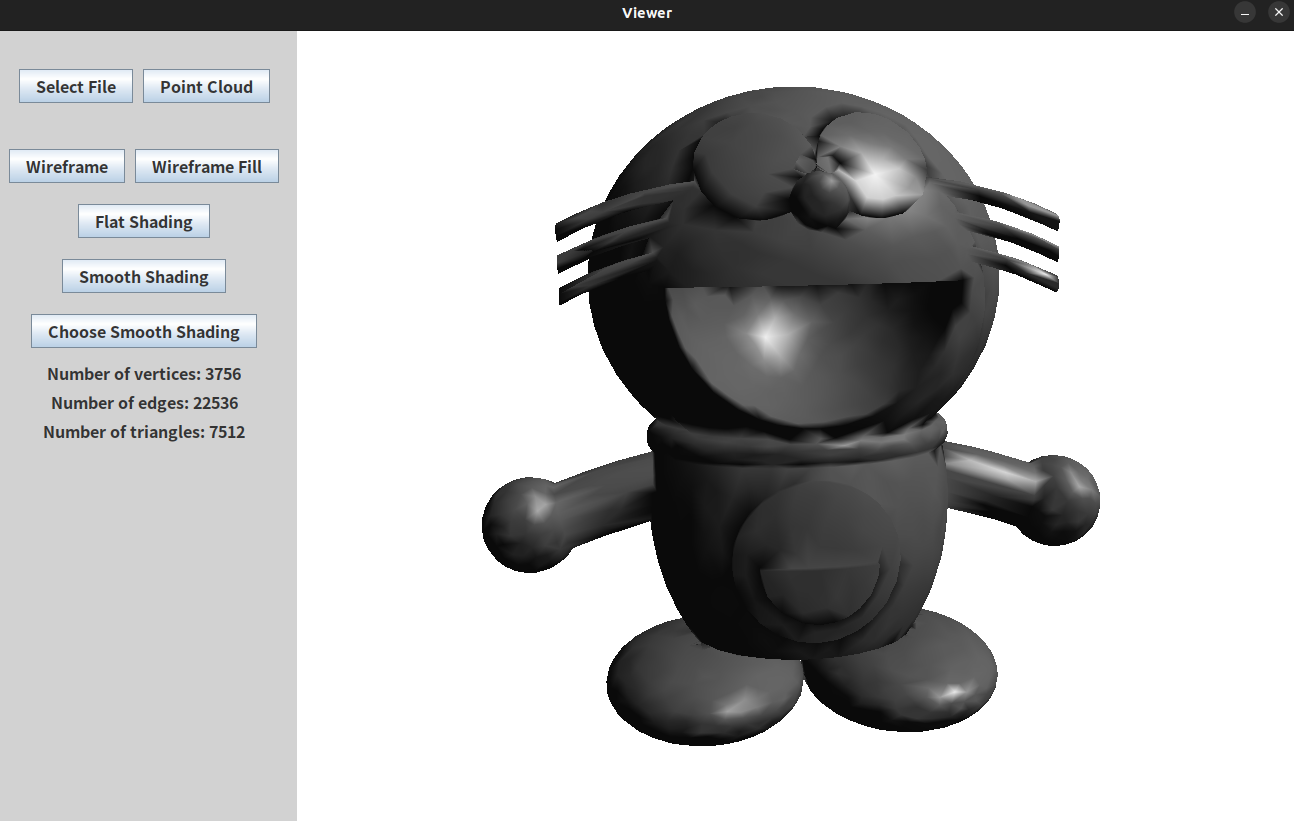 Viewer
Select File Point Cloud
Wireframe Wireframe Fill
Flat Shading
Smooth Shading
Choose Smooth Shading
Number of vertices: 3756
Number of edges: 22536
Number of triangles: 7512